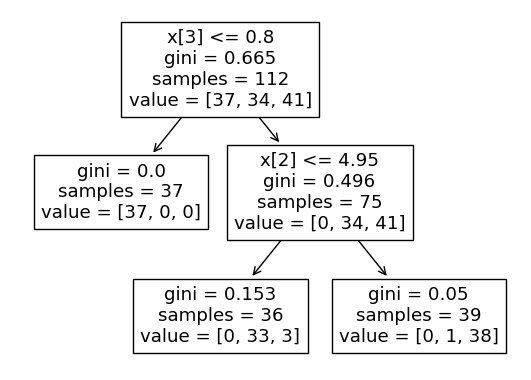 x[3] <= 0.8
gini = 0.665
samples = 112
value = [37, 34, 41]
gini = 0.0
samples = 37
value = [37, 0, 0]
x[2] <= 4.95
gini = 0.496
samples = 75
value = [0, 34, 41]
gini = 0.153
samples = 36
value = [0, 33, 3]
gini = 0.05
samples = 39
value = [0, 1, 38]